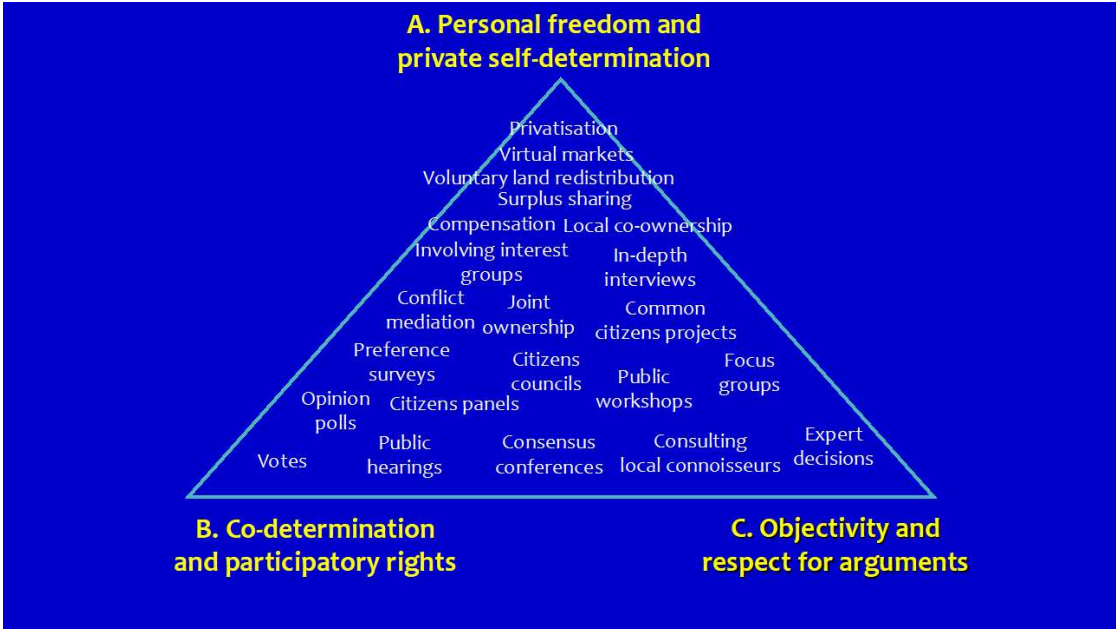 A. Personal freedom and
private self-determination
Privatisation
Virtual markets
Voluntary land redistribution
Surplus sharing
Compensation
Local co-ownership
Involving interest
groups
In-depth
interviews
Conflict
mediation
Joint
ownership
Common
citizens projects
Preference
surveys
Citizens
councils
Public
workshops
Focus
groups
Opinion
polls
Citizens panels
Votes
Public
hearings
Consensus
conferences
Consulting
local connoisseurs
Expert
decisions
B. Co-determination
and participatory rights
C. Objectivity and
respect for arguments